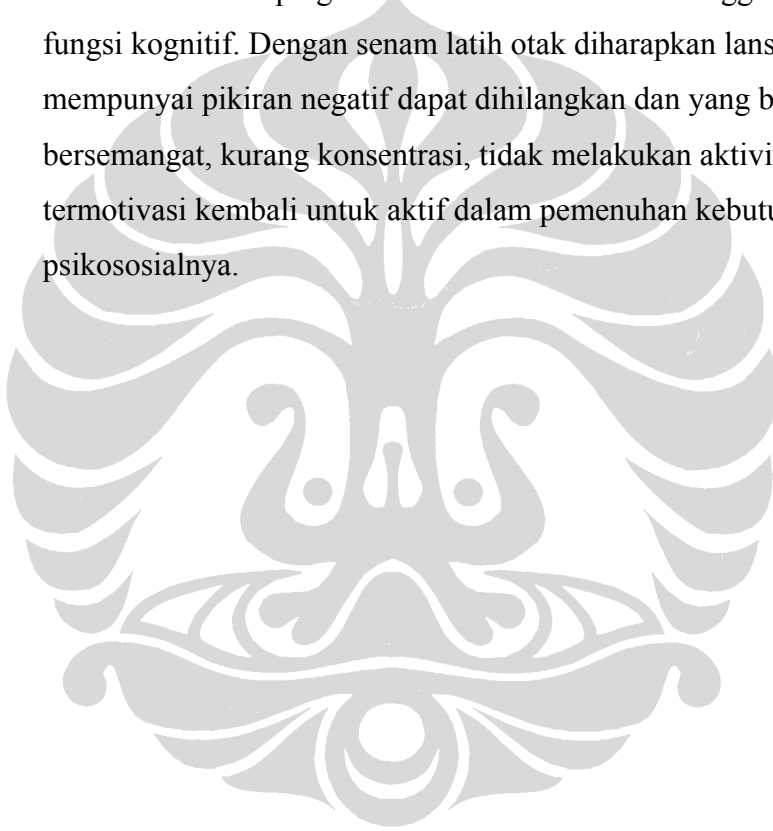 fungsi kognitif. Dengan senam latih otak diharapkan lans
mempunyai pikiran negatif dapat dihilangkan dan yang b
bersemangat, kurang konsentrasi, tidak melakukan aktivi
termotivasi kembali untuk aktif dalam pemenuhan kebutu
psikososialnya.